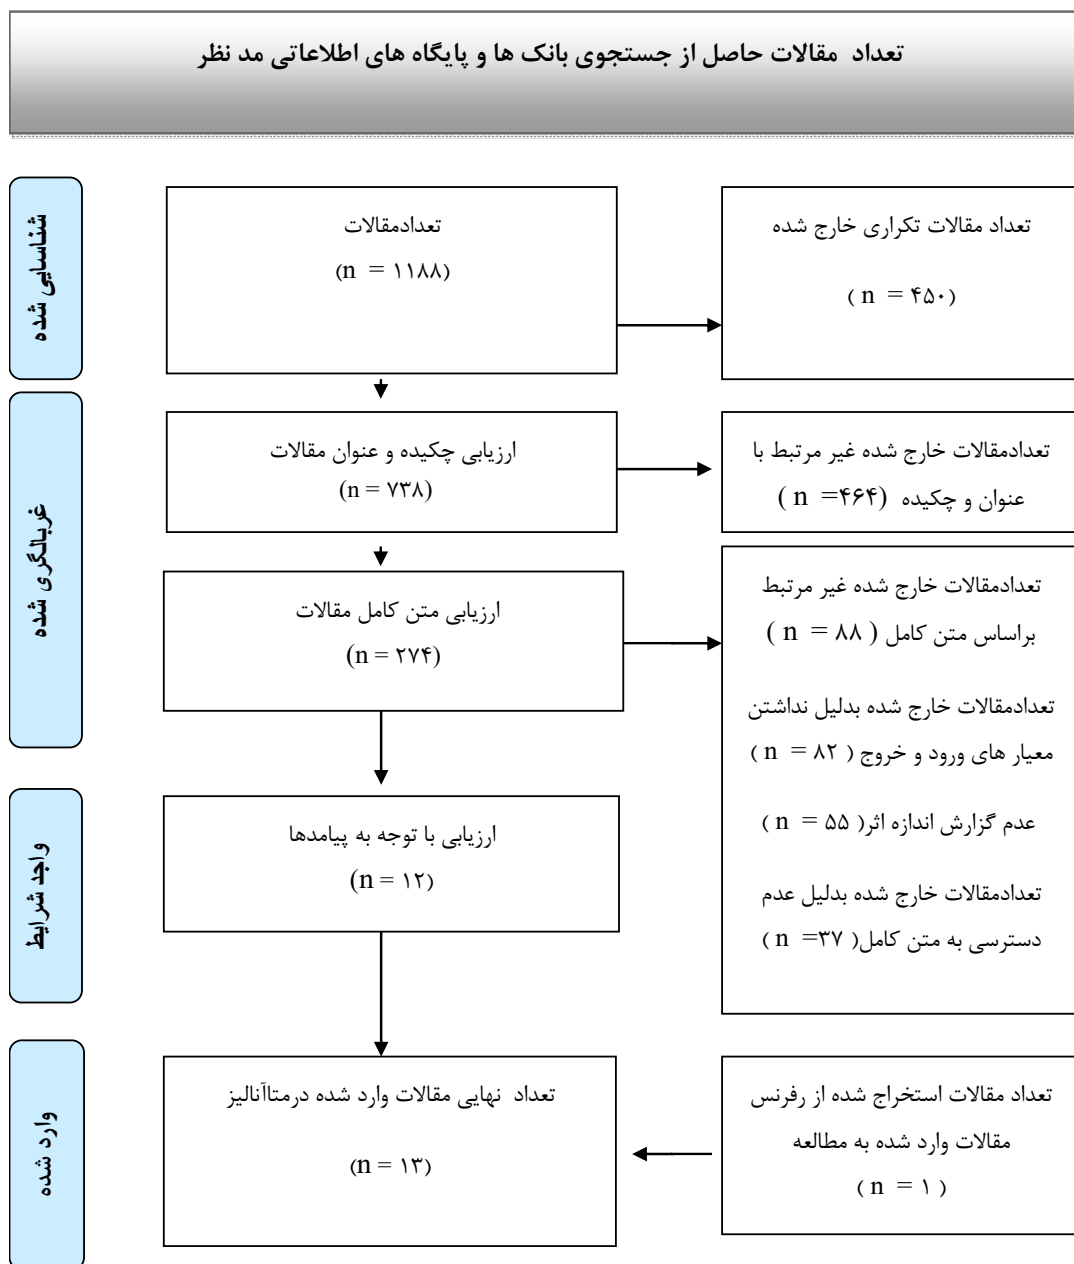 تعداد مقالات حاصل از جستجوی بانک ها و پایگاه های اطلاعاتی مد نظر
شناسایی شده
تعدادمقالات
(n = ۱۱۸۸)
تعداد مقالات تکراری خارج شده
( n = ۴۵۰)
غربالگری شده
ارزیابی چکیده و عنوان مقالات
(n = ۷۳۸)
تعدادمقالات خارج شده غیر مرتبط با
عنوان و چکیده ( n =۴۶۴)
ارزیابی متن کامل مقالات
(n = ۲۷۴)
تعدادمقالات خارج شده غیر مرتبط
براساس متن کامل ( n = ۸۸ )
تعدادمقالات خارج شده بدلیل نداشتن
معیار های ورود و خروج ( n = ۸۲ )
عدم گزارش اندازه اثر( n = ۵۵ )
تعدادمقالات خارج شده بدلیل عدم
دسترسی به متن کامل( n =۳۷ )
واجد شرایط
ارزیابی با توجه به پیامدها
(n = ۱۲)
وارد شده
تعداد نهایی مقالات وارد شده درمتاآنالیز
(n = ۱۳)
تعداد مقالات استخراج شده از رفرنس
مقالات وارد شده به مطالعه
( n = ۱ )